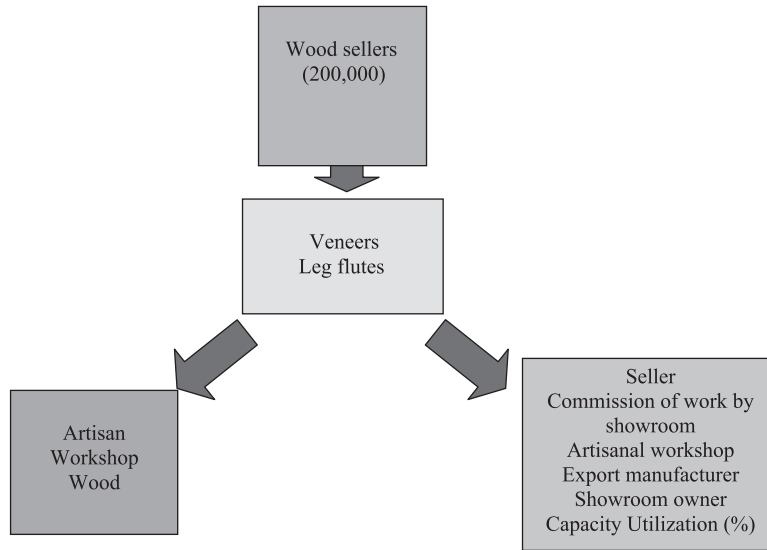 Wood sellers
(200,000)
Veneers
Leg flutes
Artisan
Workshop
Wood
Seller
Commission of work by
showroom
Artisanal workshop
Export manufacturer
Showroom owner
Capacity Utilization (%)